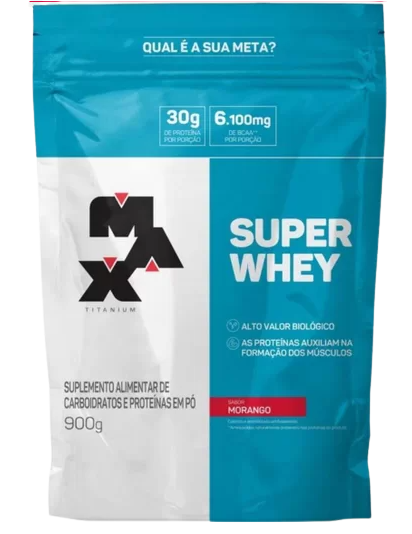 QUAL É A SUA META?
30g
DE PROTEÍNA
POR PORÇÃO
6.100mg
DE BCAA**
POR PORÇÃO
MAX
TITANIUM
SUPER
WHEY
ALTO VALOR BIOLÓGICO
AS PROTEÍNAS AUXILIAM NA
FORMAÇÃO DOS MÚSCULOS
SUPLEMENTO ALIMENTAR DE
CARBOIDRATOS E PROTEÍNAS EM PÓ
900g
SABOR
MORANGO